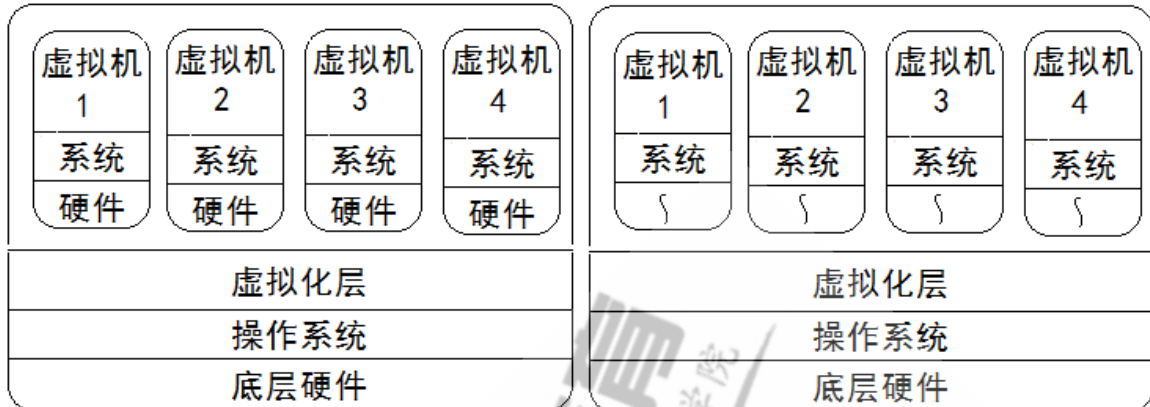 虚拟机 虚拟机 虚拟机 虚拟机
1 2 3 4
系统 系统 系统 系统
硬件 硬件 硬件 硬件
虚拟化层
操作系统
底层硬件
虚拟机 虚拟机 虚拟机 虚拟机
1 2 3 4
系统 系统 系统 系统
虚拟化层
操作系统
底层硬件
育
学院